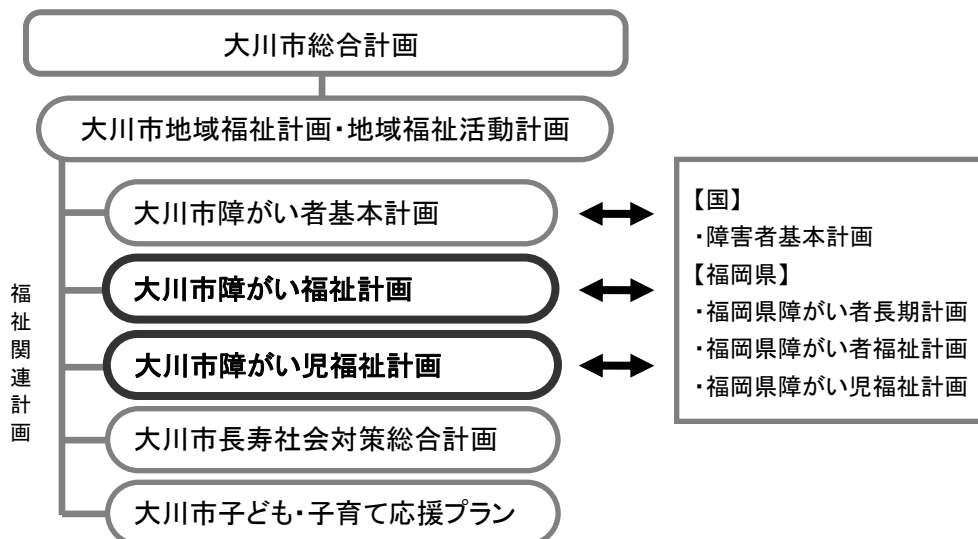 大川市総合計画
大川市地域福祉計画・地域福祉活動計画
大川市障がい者基本計画
大川市障がい福祉計画
大川市障がい児福祉計画
大川市長寿社会対策総合計画
大川市子ども・子育て応援プラン
福祉関連計画
【国】
・障害者基本計画
【福岡県】
・福岡県障がい者長期計画
・福岡県障がい者福祉計画
・福岡県障がい児福祉計画